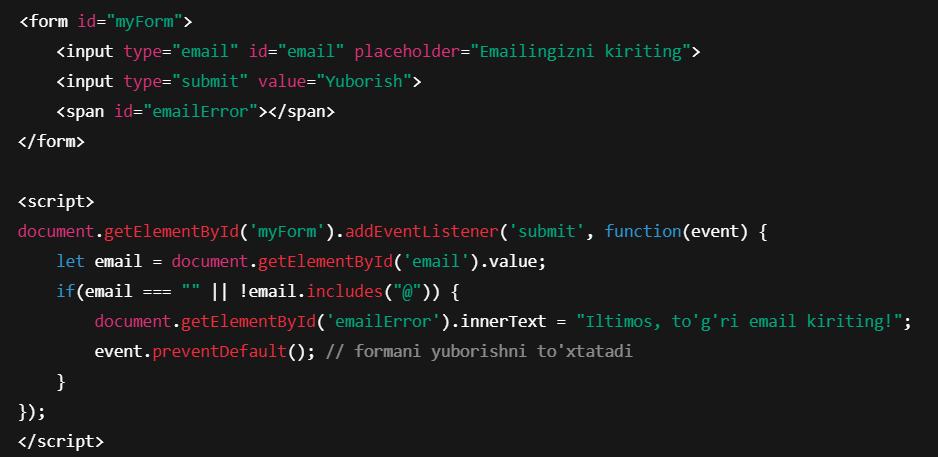 <form id="myForm">
    <input type="email" id="email" placeholder="Emailingizni kiriting">
    <input type="submit" value="Yuborish">
    <span id="emailError"></span>
</form>

<script>
document.getElementById('myForm').addEventListener('submit', function(event) {
    let email = document.getElementById('email').value;
    if(email === "" || !email.includes("@")) {
        document.getElementById('emailError').innerText = "Iltimos, to'g'ri email kiriting!";
        event.preventDefault(); // formani yuborishni to'xtatadi
    }
});
</script>